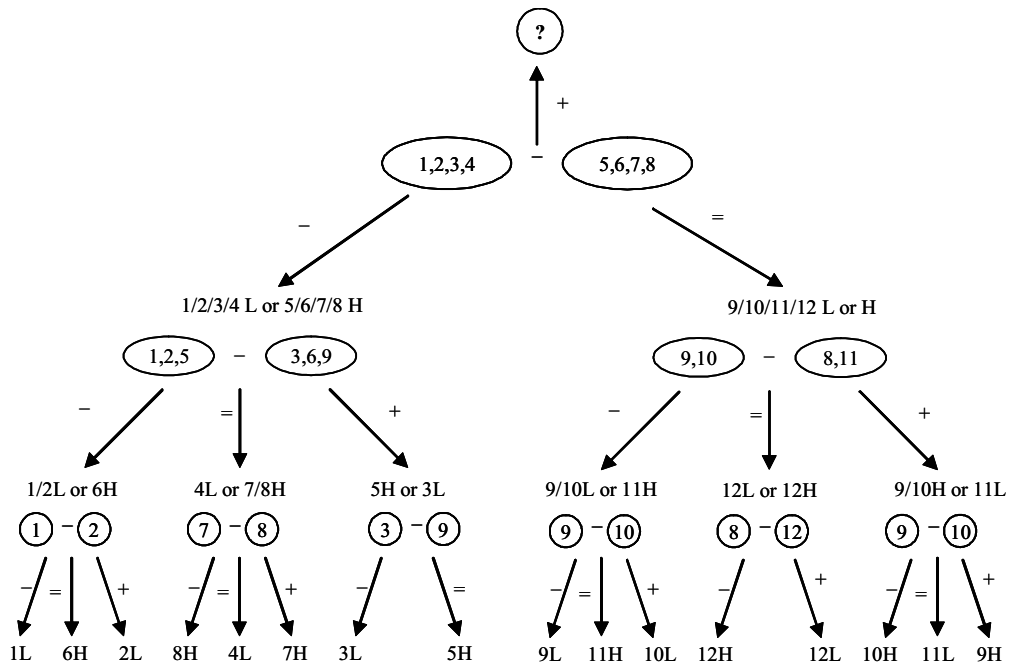 ?
+
1,2,3,4 – 5,6,7,8
– =
1/2/3/4 L or 5/6/7/8 H 9/10/11/12 L or H
1,2,5 – 3,6,9 9,10 – 8,11
– = + – = +
1/2L or 6H 4L or 7/8H 5H or 3L 9/10L or 11H 12L or 12H 9/10H or 11L
1 – 2 7 – 8 3 – 9 9 – 10 8 – 12 9 – 10
– = + – = + – = – = + – + – = +
1L 6H 2L 8H 4L 7H 3L 5H 9L 11H 10L 12H 12L 10H 11L 9H